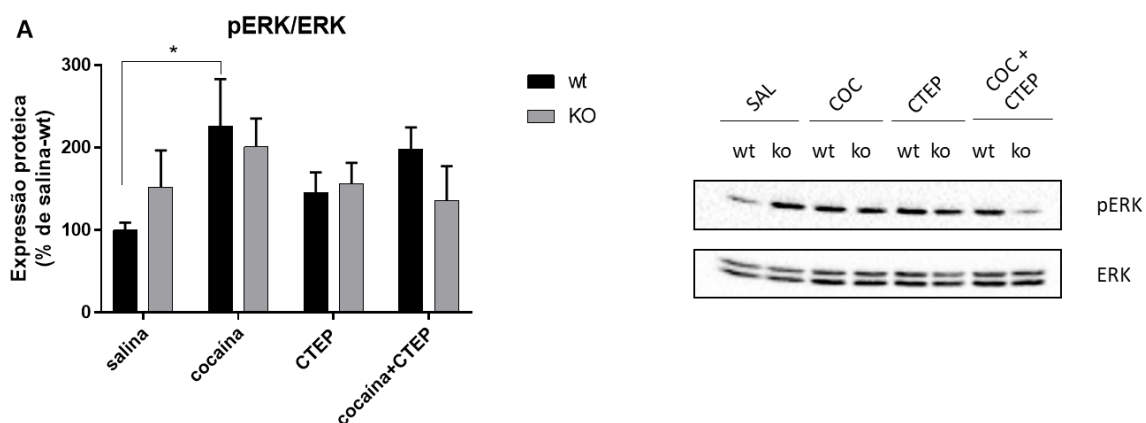 A
pERK/ERK
*
Expressão proteica
(% de salina-wt)
300
200
100
0
salina
cocaína
CTEP
cocaína+CTEP
wt
KO
SAL
COC
CTEP
COC +
CTEP
wt ko wt ko wt ko wt ko
pERK
ERK